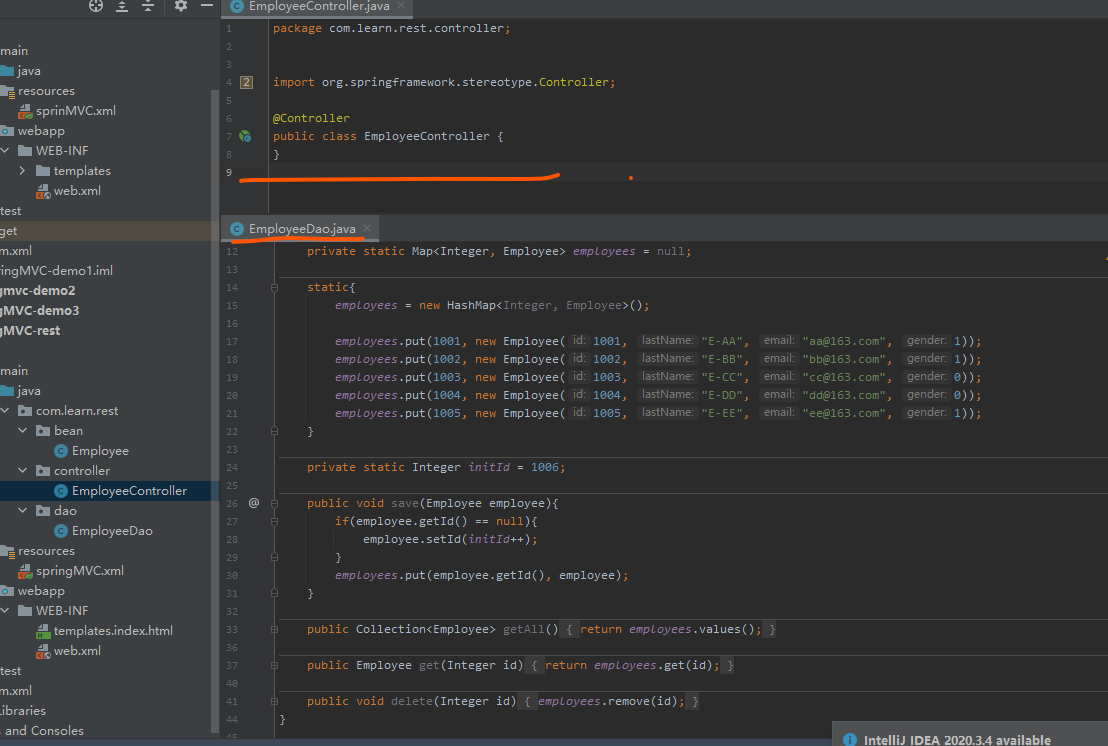 EmployeeController.java
main
java
resources
sprinMVC.xml
webapp
WEB-INF
templates
web.xml
test
get
m.xml
ringMVC-demo1.iml
gmvc-demo2
gMVC-demo3
gMVC-rest
main
java
com.learn.rest
bean
Employee
controller
EmployeeController
dao
EmployeeDao
resources
springMVC.xml
webapp
WEB-INF
templates.index.html
web.xml
test
m.xml
Libraries
s and Consoles
1 package com.learn.rest.controller;
2
3
4 2 import org.springframework.stereotype.Controller;
5
6 @Controller
7 public class EmployeeController {
8 }
9
EmployeeDao.java
12 private static Map<Integer, Employee> employees = null;
13
14 static{
15 employees = new HashMap<Integer, Employee>();
16
17 employees.put(1001, new Employee( id: 1001, lastName: "E-AA", email: "aa@163.com", gender: 1));
18 employees.put(1002, new Employee( id: 1002, lastName: "E-BB", email: "bb@163.com", gender: 1));
19 employees.put(1003, new Employee( id: 1003, lastName: "E-CC", email: "cc@163.com", gender: 0));
20 employees.put(1004, new Employee( id: 1004, lastName: "E-DD", email: "dd@163.com", gender: 0));
21 employees.put(1005, new Employee( id: 1005, lastName: "E-EE", email: "ee@163.com", gender: 1));
22 }
23
24 private static Integer initId = 1006;
25
26 @ public void save(Employee employee){
27 if(employee.getId() == null){
28 employee.setId(initId++);
29 }
30 employees.put(employee.getId(), employee);
31 }
32
33 public Collection<Employee> getAll() { return employees.values(); }
36
37 public Employee get(Integer id) { return employees.get(id); }
40
41 public void delete(Integer id) { employees.remove(id); }
44 }
45
IntelliJ IDEA 2020.3.4 available